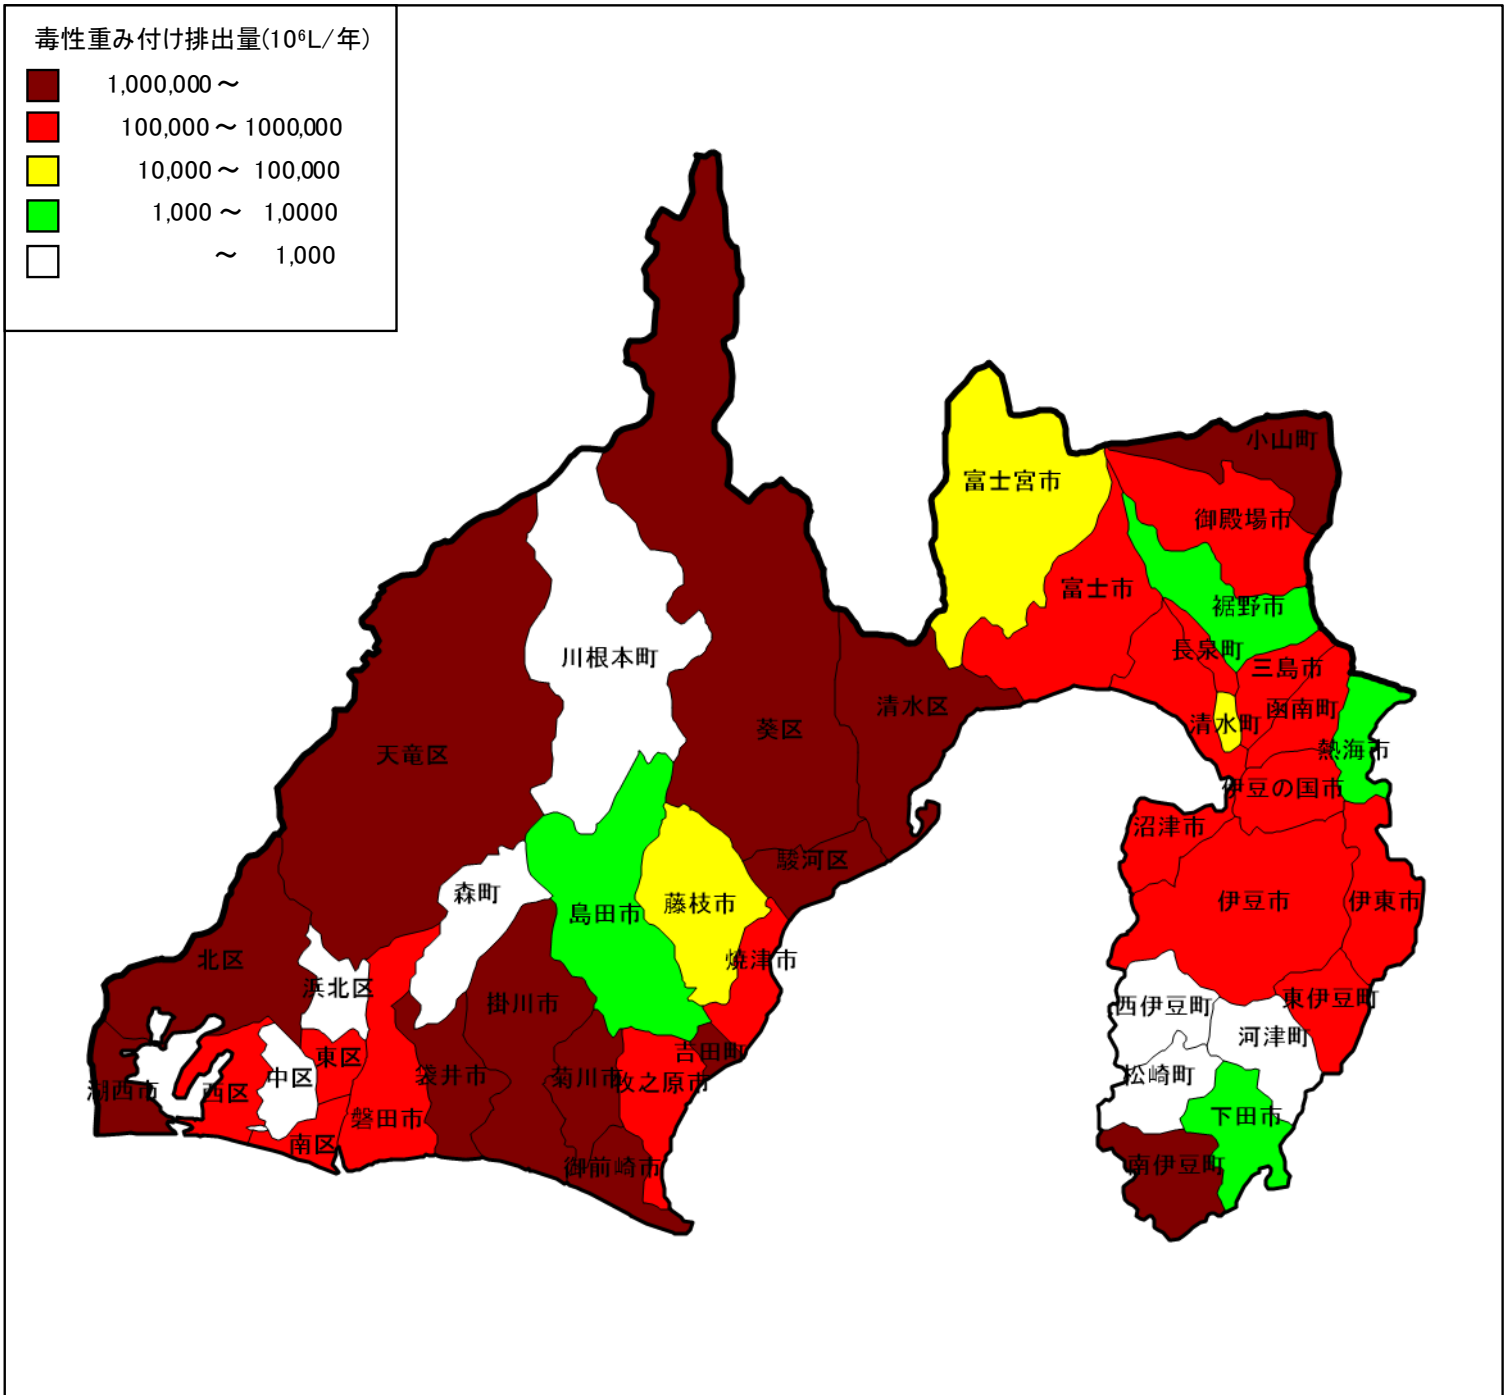 毒性重み付け排出量(10⁶L/年)
1,000,000～
100,000～1000,000
10,000～ 100,000
1,000～ 1,0000
～ 1,000
小山町
富士宮市
御殿場市
富士市
裾野市
長泉町
川根本町
三島市
清水区
函南町
葵区
清水町
天竜区
熱海市
伊豆の国市
沼津市
駿河区
森町
藤枝市
島田市
伊豆市
伊東市
北区
焼津市
浜北区
掛川市
東伊豆町
西伊豆町
河津町
東区
吉田町
袋井市
菊川市
牧之原市
中区
湖西市
西区
松崎町
磐田市
下田市
南区
御前崎市
南伊豆町